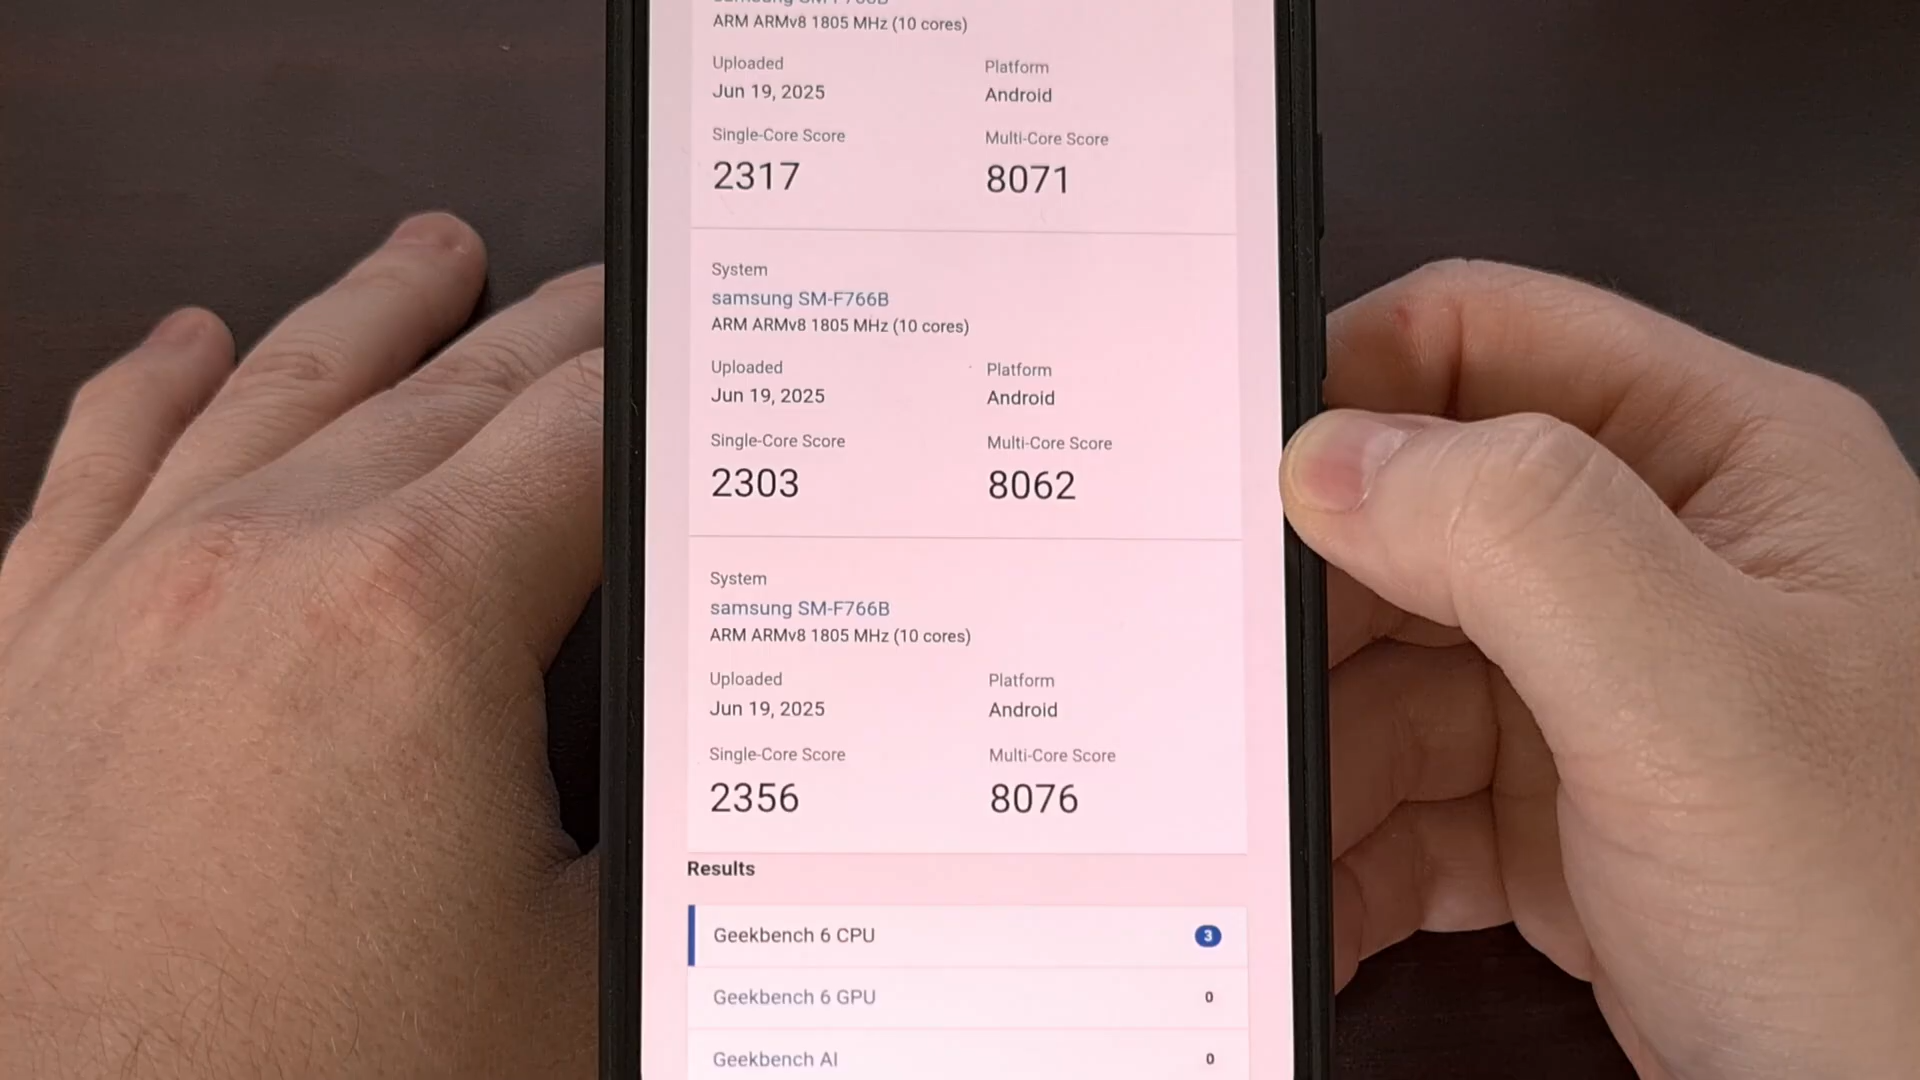 samsung SM-F766B
ARM ARMv8 1805 MHz (10 cores)
Uploaded
Platform
Jun 19, 2025
Android
Single-Core Score
Multi-Core Score
2317
8071
System
samsung SM-F766B
ARM ARMv8 1805 MHz (10 cores)
Uploaded
Platform
Jun 19, 2025
Android
Single-Core Score
Multi-Core Score
2303
8062
System
samsung SM-F766B
ARM ARMv8 1805 MHz (10 cores)
Uploaded
Platform
Jun 19, 2025
Android
Single-Core Score
Multi-Core Score
2356
8076
Results
Geekbench 6 CPU 3
Geekbench 6 GPU 0
Geekbench AI 0